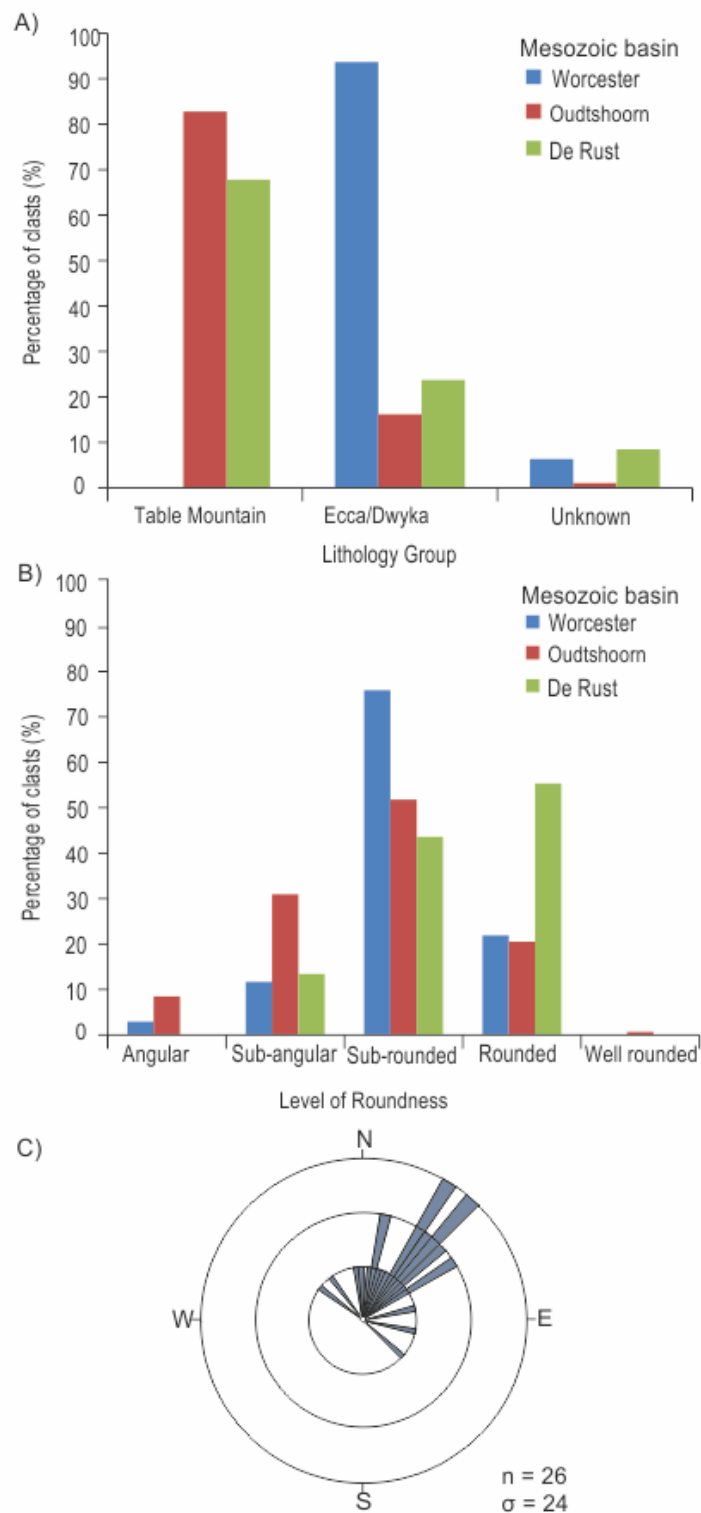 A)
100
90
80
70
60
50
40
30
20
10
0
Percentage of clasts (%)
Mesozoic basin
Worcester
Oudtshoorn
De Rust
Table Mountain Ecca/Dwyka Unknown
Lithology Group
B)
100
90
80
70
60
50
40
30
20
10
0
Percentage of clasts (%)
Mesozoic basin
Worcester
Oudtshoorn
De Rust
Angular Sub-angular Sub-rounded Rounded Well rounded
Level of Roundness
C)
N
W E
S
n = 26
σ = 24